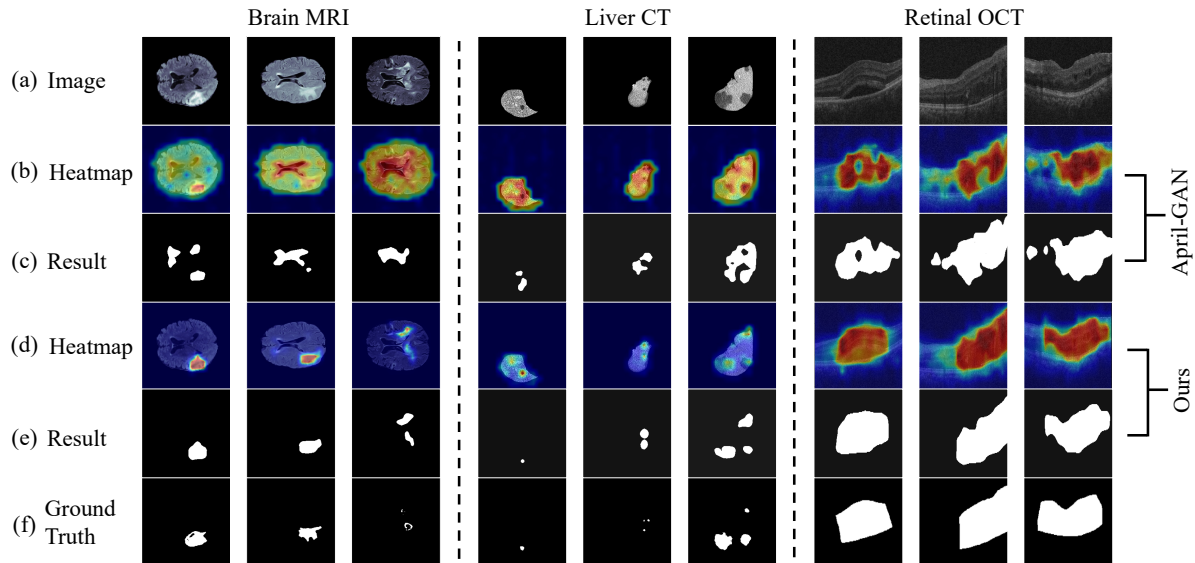 Brain MRI Liver CT Retinal OCT
(a) Image
(b) Heatmap
(c) Result
April-GAN
(d) Heatmap
(e) Result
Ours
(f) Ground
Truth